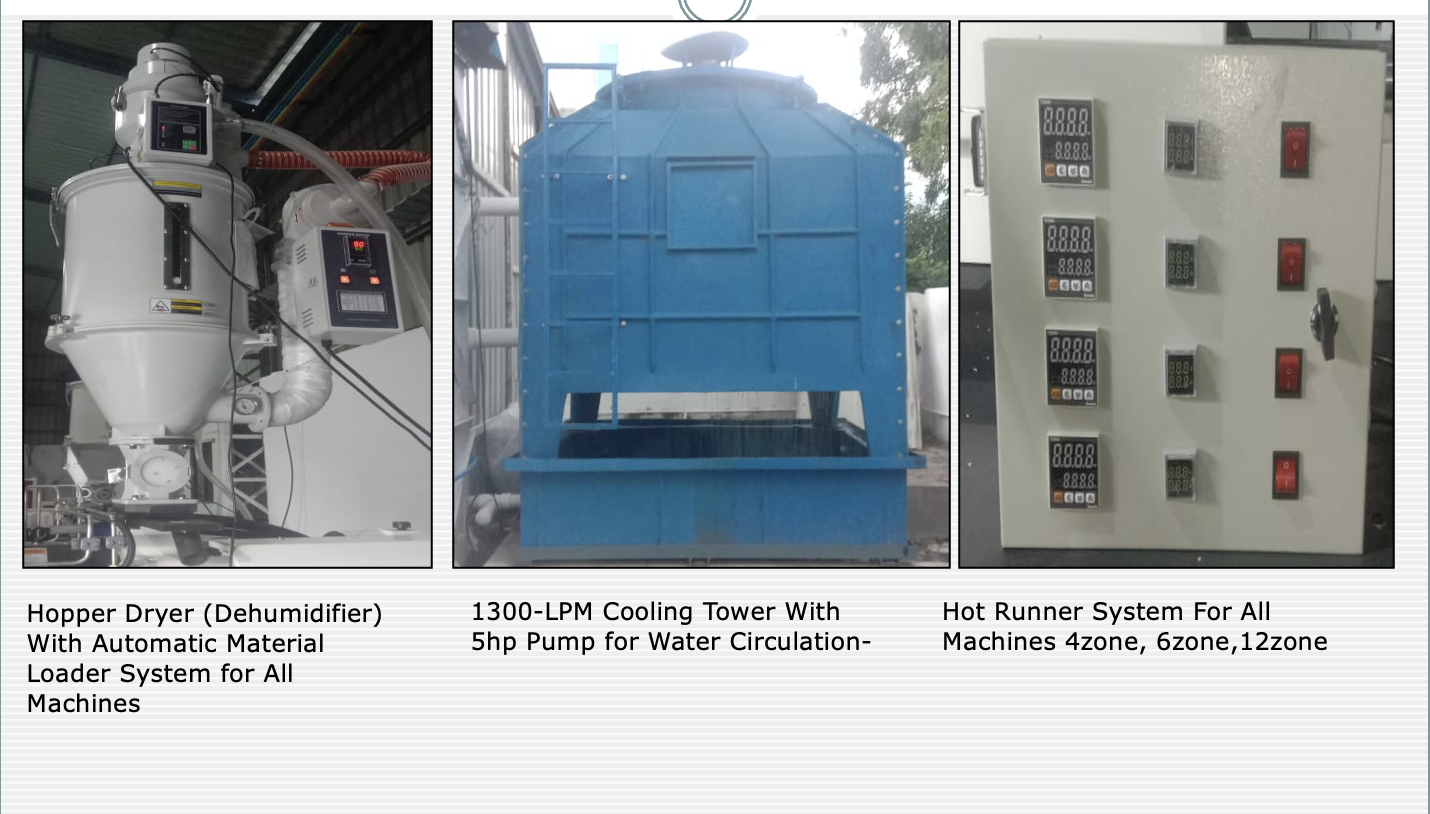 Hopper Dryer (Dehumidifier)
With Automatic Material
Loader System for All
Machines
1300-LPM Cooling Tower With
5hp Pump for Water Circulation-
Hot Runner System For All
Machines 4zone, 6zone,12zone